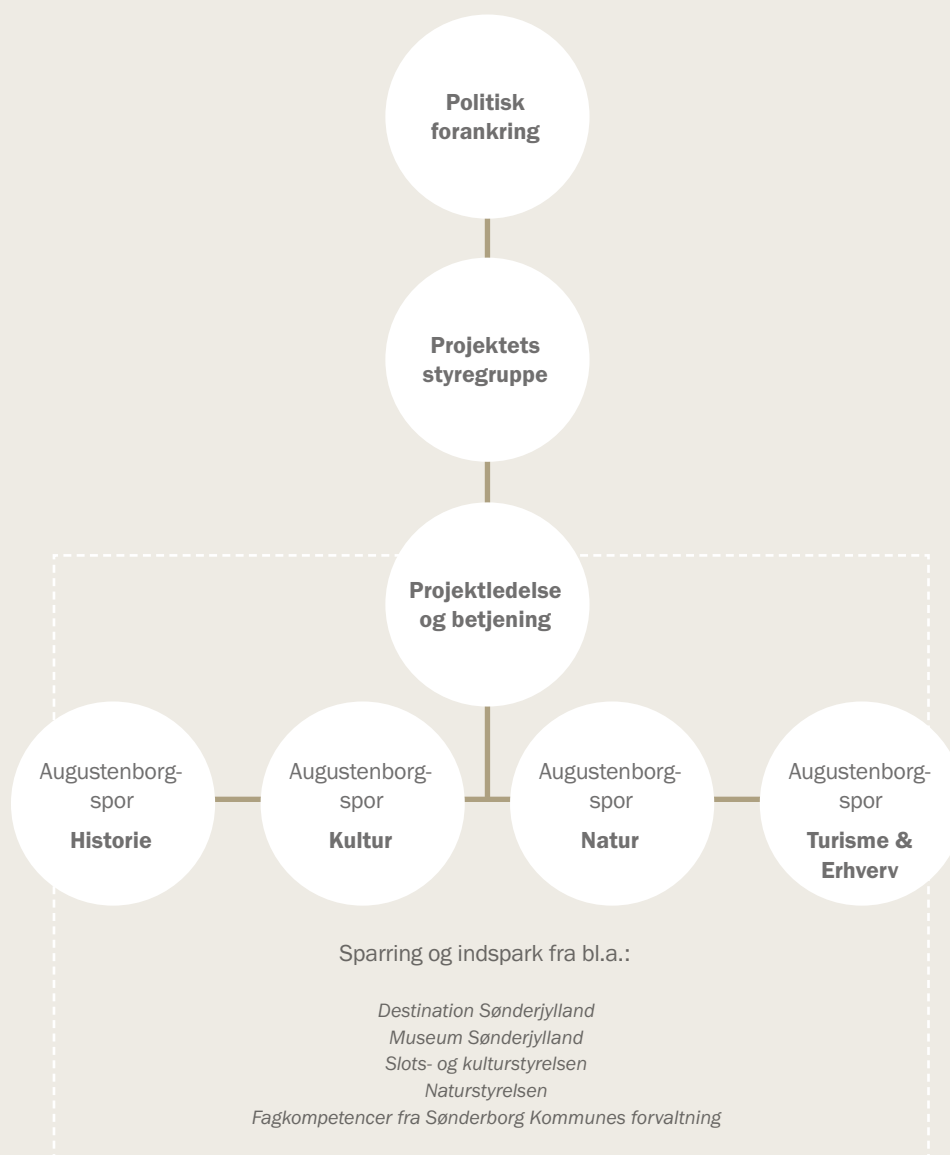 Politisk
forankring
Projektets
styregruppe
Projektledelse
og betjening
Augustenborg-
spor
Historie
Augustenborg-
spor
Kultur
Augustenborg-
spor
Natur
Augustenborg-
spor
Turisme &
Erhverv
Sparring og indspark fra bl.a.:
Destination Sønderjylland
Museum Sønderjylland
Slots- og kulturstyrelsen
Naturstyrelsen
Fagkompetencer fra Sønderborg Kommunes forvaltning